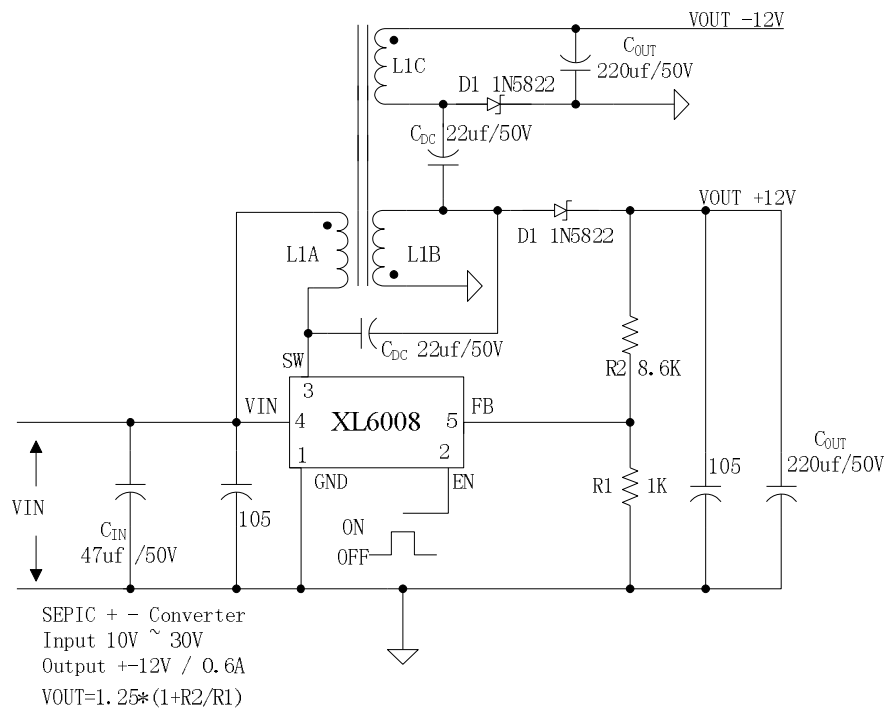 VOUT -12V
COUT
220uf/50V
L1C
D1 1N5822
CDC 22uf/50V
VOUT +12V
D1 1N5822
L1A
L1B
CDC 22uf/50V
SW
R2 8.6K
3
VIN
4
XL6008
5
FB
1
2
GND
EN
COUT
220uf/50V
105
R1 1K
VIN
105
CIN
47uf /50V
ON
OFF
SEPIC + - Converter
Input 10V ~ 30V
Output +-12V / 0.6A
VOUT=1.25*(1+R2/R1)